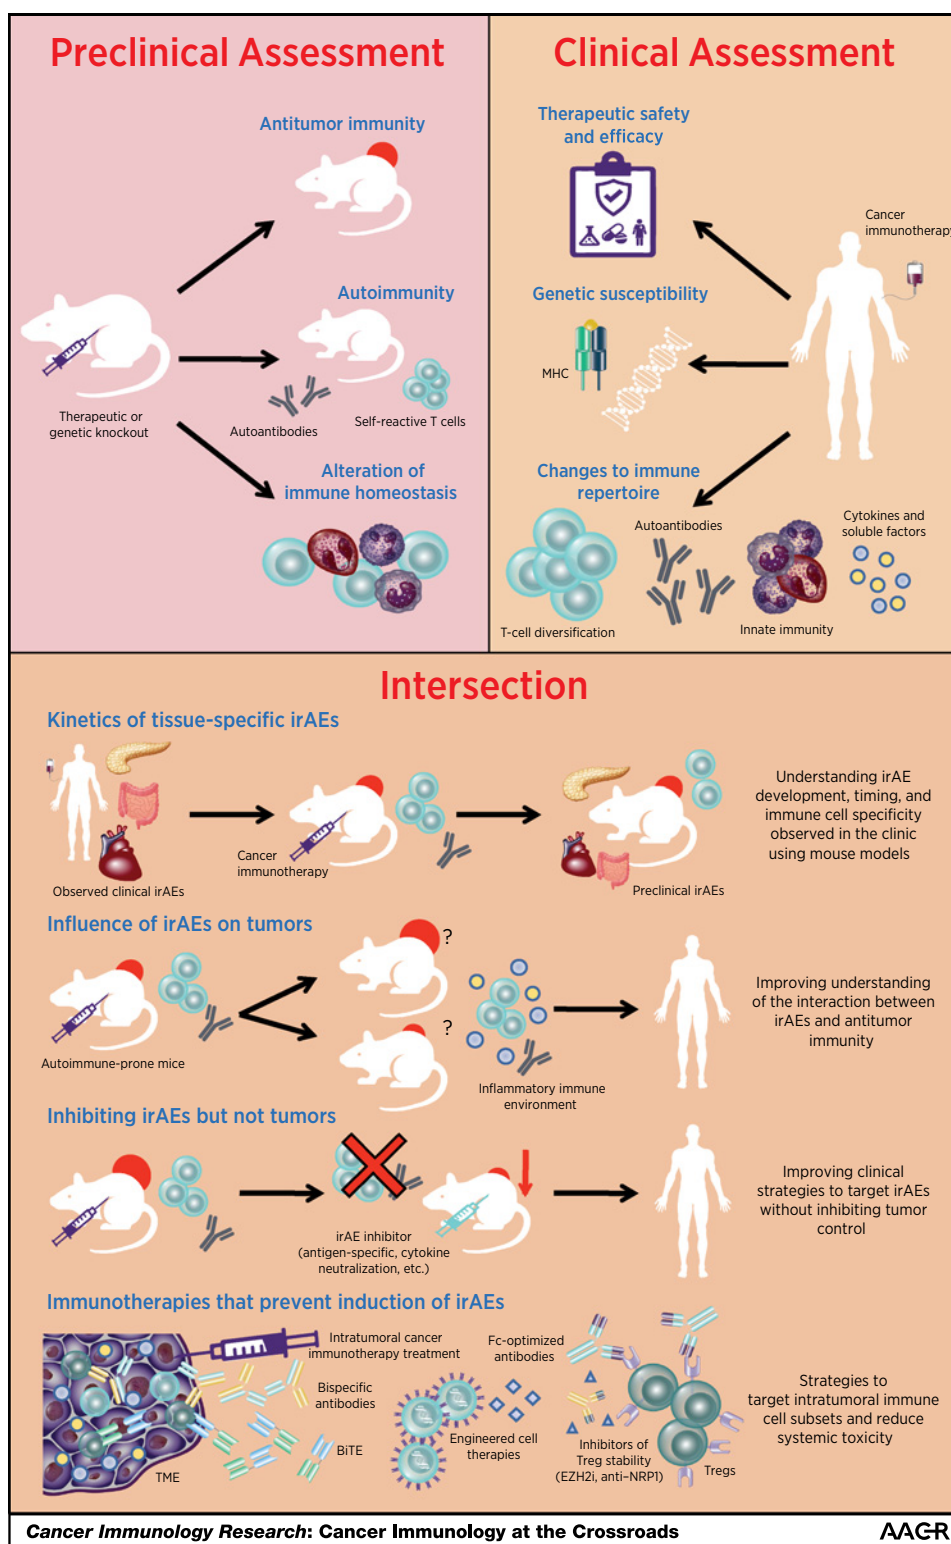 Preclinical Assessment
Antitumor immunity
Autoimmunity
Therapeutic or
genetic knockout
Autoantibodies
Self-reactive T cells
Alteration of
immune homeostasis
Clinical Assessment
Therapeutic safety
and efficacy
Cancer
immunotherapy
Genetic susceptibility
MHC
Changes to immune
repertoire
Autoantibodies
Cytokines and
soluble factors
T-cell diversification
Innate immunity
Intersection
Kinetics of tissue-specific irAEs
Observed clinical irAEs
Cancer
immunotherapy
Preclinical irAEs
Understanding irAE
development, timing, and
immune cell specificity
observed in the clinic
using mouse models
Influence of irAEs on tumors
Autoimmune-prone mice
?
?
Inflammatory immune
environment
Improving understanding
of the interaction between
irAEs and antitumor
immunity
Inhibiting irAEs but not tumors
irAE inhibitor
(antigen-specific, cytokine
neutralization, etc.)
Improving clinical
strategies to target irAEs
without inhibiting tumor
control
Immunotherapies that prevent induction of irAEs
TME
Intratumoral cancer
immunotherapy treatment
Bispecific
antibodies
BiTE
Engineered cell
therapies
Fc-optimized
antibodies
Inhibitors of
Treg stability
(EZH2i, anti–NRP1)
Tregs
Strategies to
target intratumoral immune
cell subsets and reduce
systemic toxicity
Cancer Immunology Research: Cancer Immunology at the Crossroads
AACR